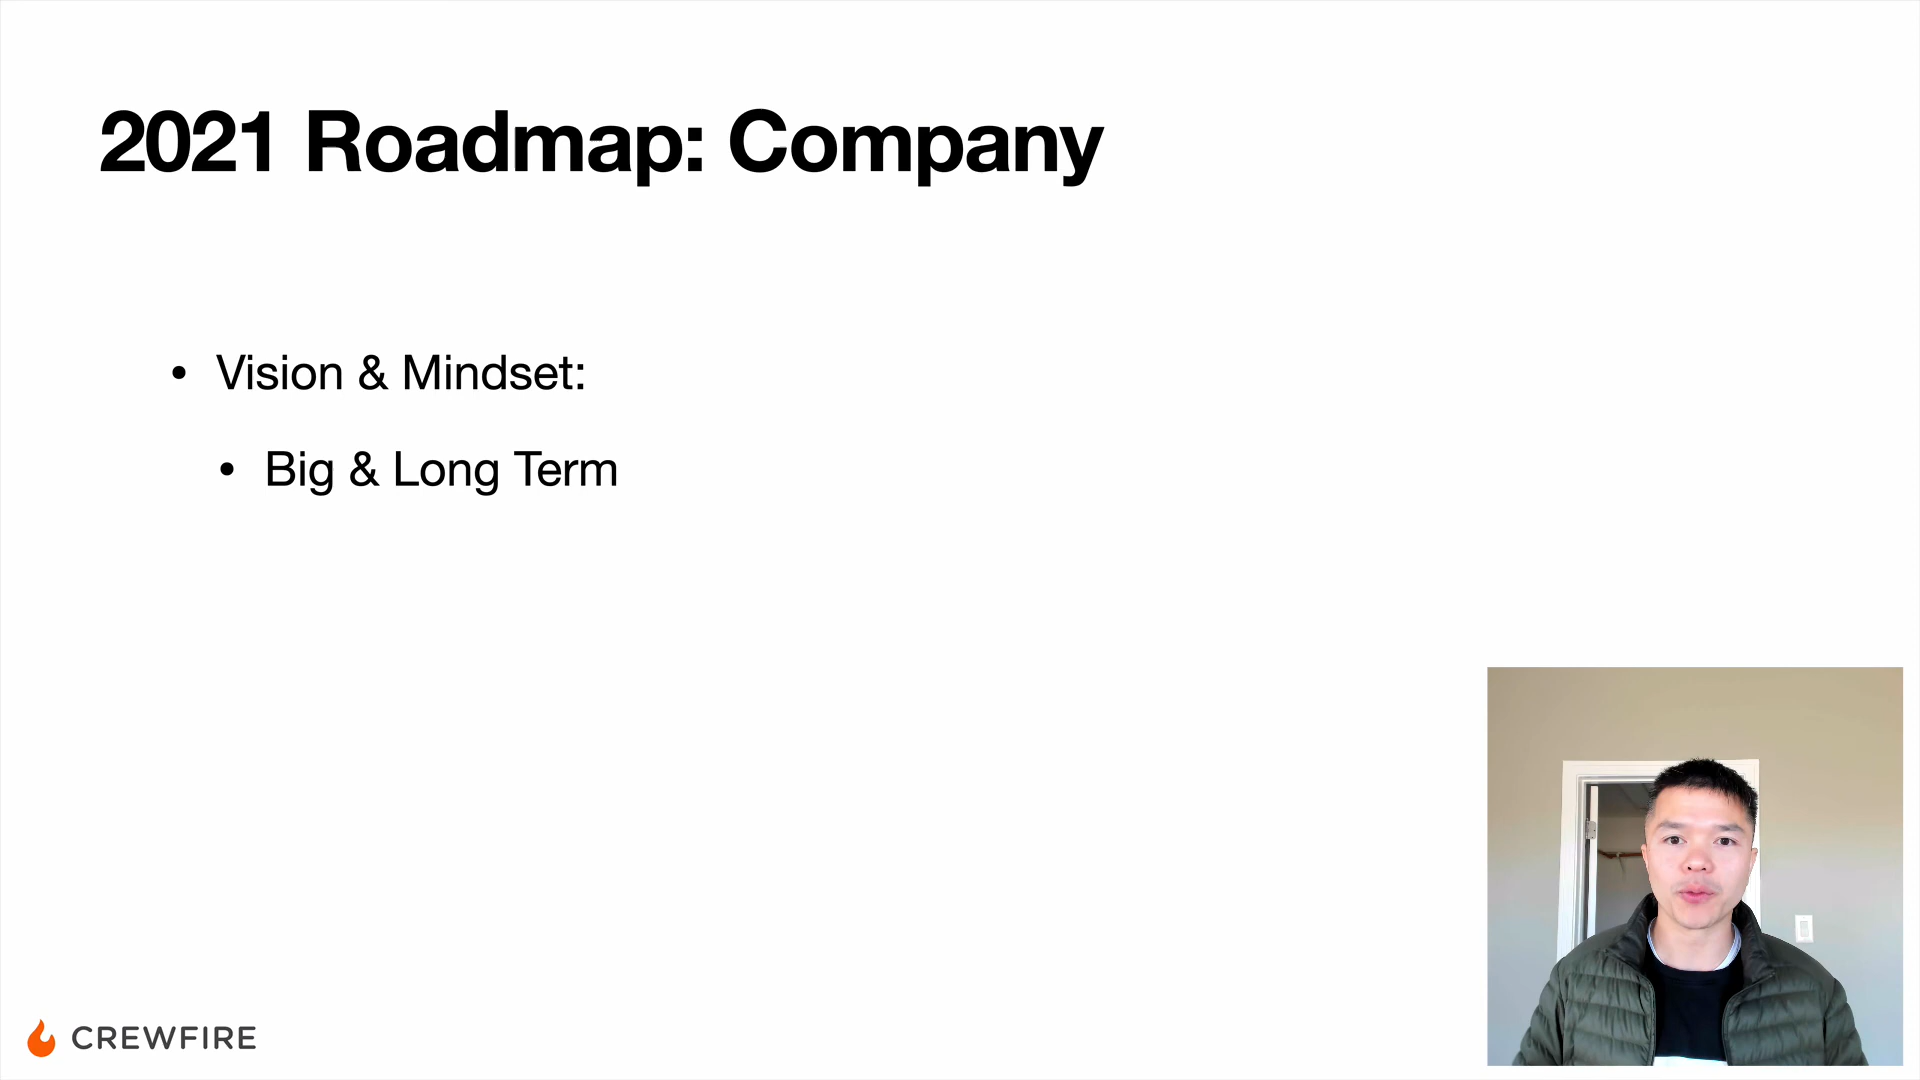 2021 Roadmap: Company
• Vision & Mindset:
• Big & Long Term
CREWFIRE